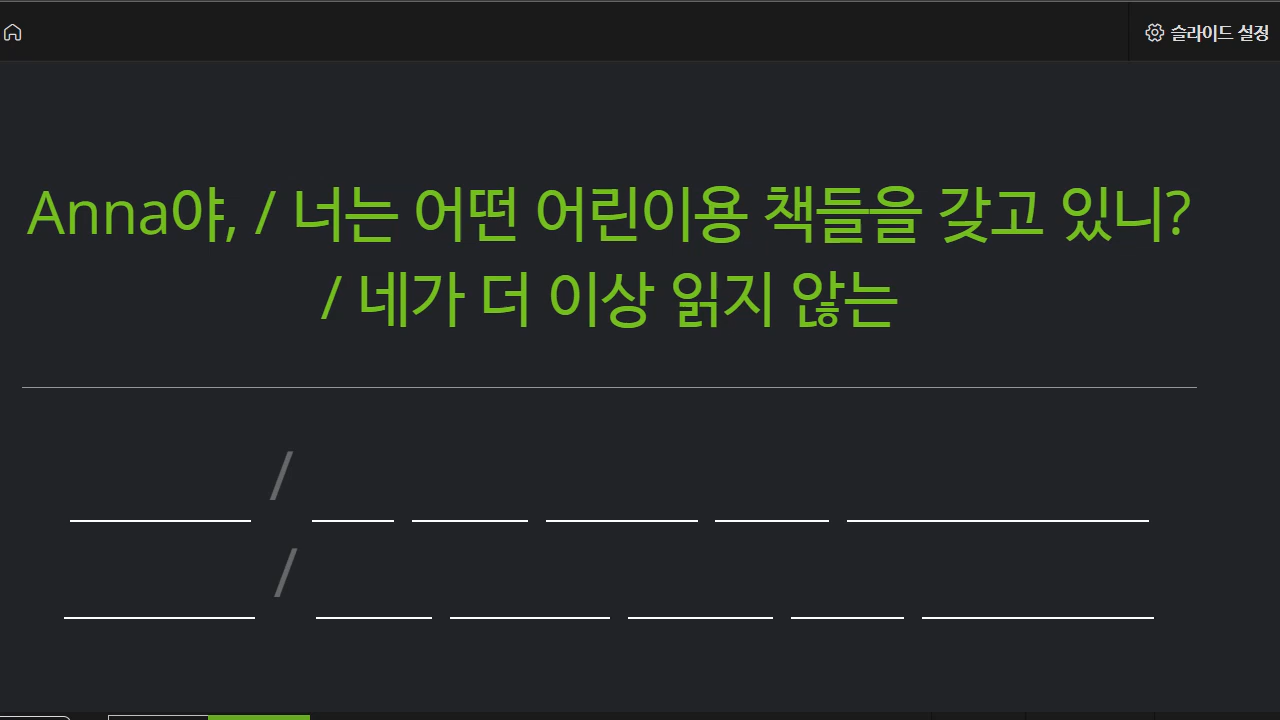 슬라이드 설정
Anna야, / 너는 어떤 어린이용 책들을 갖고 있니?
/ 네가 더 이상 읽지 않는
/
/